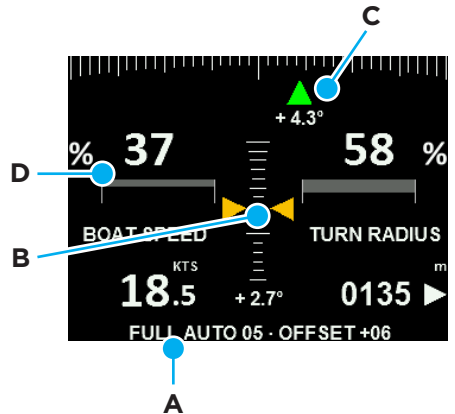 C
+ 4.3°
% 37 58 %
D
BOAT SPEED TURN RADIUS
B
KTS m
18.5 + 2.7° 0135
FULL AUTO 05 · OFFSET +06
A